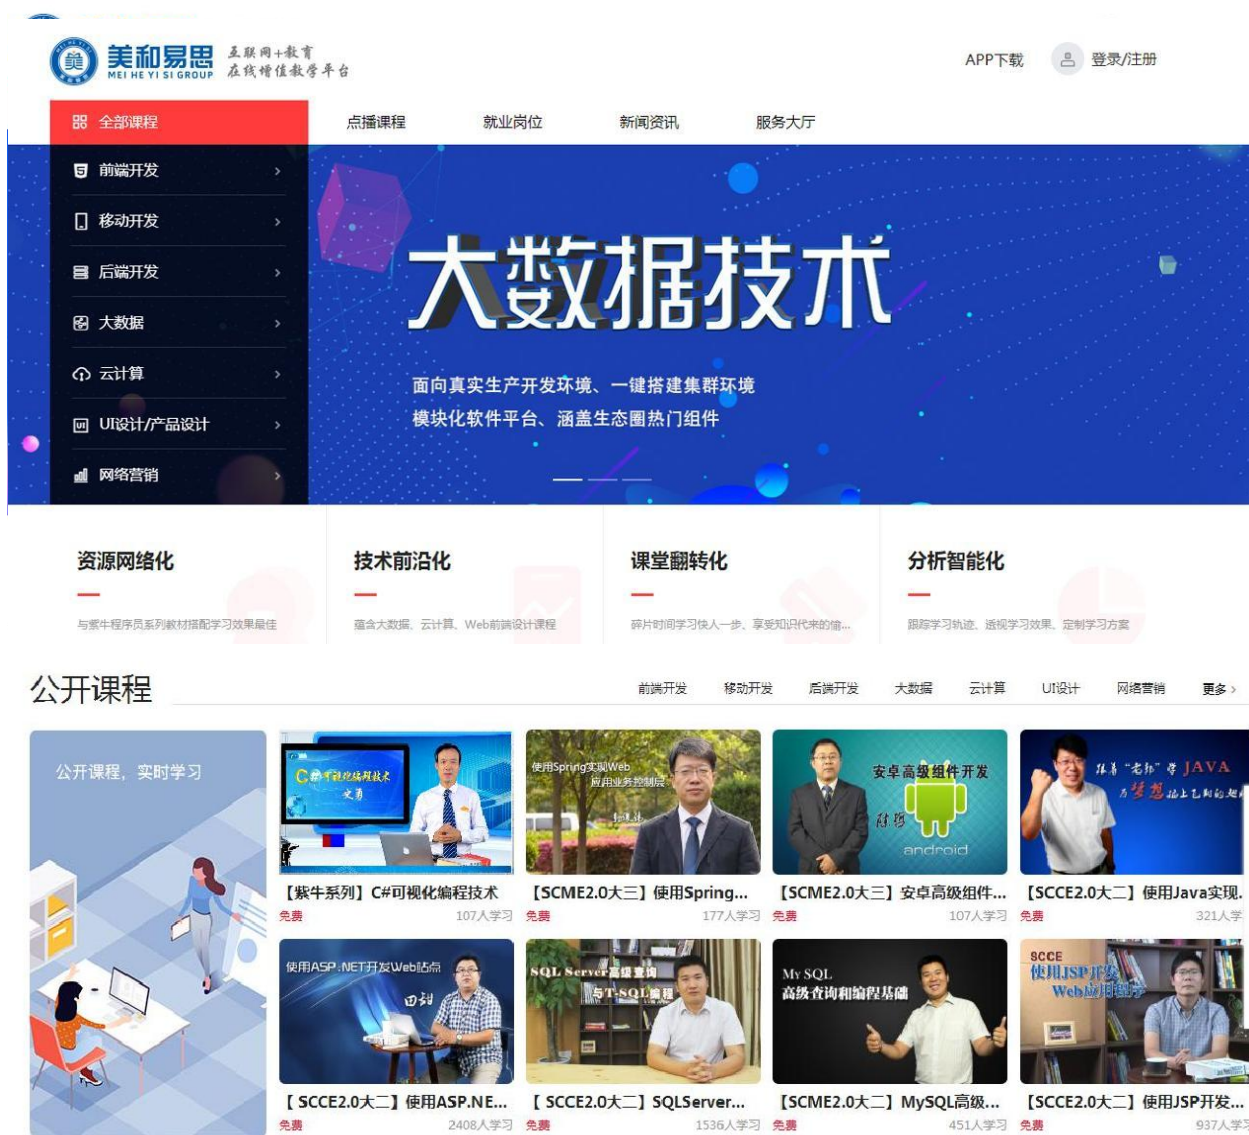 美和易思
MEI HE YI SI GROUP
互联网+教育
在线增值教学平台
APP下载
登录/注册
全部课程
点播课程
就业岗位
新闻资讯
服务大厅
前端开发
移动开发
后端开发
大数据
云计算
UI设计/产品设计
网络营销
大数据技术
面向真实生产开发环境、一键搭建集群环境
模块化软件平台、涵盖生态圈热门组件
资源网络化
与紫牛程序员系列教材搭配学习效果最佳
技术前沿化
蕴含大数据、云计算、Web前端设计课程
课堂翻转化
碎片时间学习快人一步、享受知识代来的愉...
分析智能化
跟踪学习轨迹、透视学习效果、定制学习方案
公开课程
前端开发
移动开发
后端开发
大数据
云计算
UI设计
网络营销
更多
公开课程，实时学习
C#可视化编程技术
【紫牛系列】C#可视化编程技术
免费
107人学习
使用Spring实现Web
应用业务控制层
【SCME2.0大三】使用Spring...
免费
177人学习
安卓高级组件开发
android
【SCME2.0大三】安卓高级组件...
免费
107人学习
JAVA
【SCCE2.0大二】使用Java实现.
免费
321人学
使用ASP.NET开发Web站点
【 SCCE2.0大二】使用ASP.NE...
免费
2408人学习
SQL Server高级查询
与T-SQL编程
【 SCCE2.0大二】SQLServer...
免费
1536人学习
My SQL
高级查询和编程基础
【SCME2.0大二】MySQL高级...
免费
451人学习
SCCE
使用JSP开发
Web应用程序
【SCCE2.0大二】使用JSP开发...
免费
937人学习